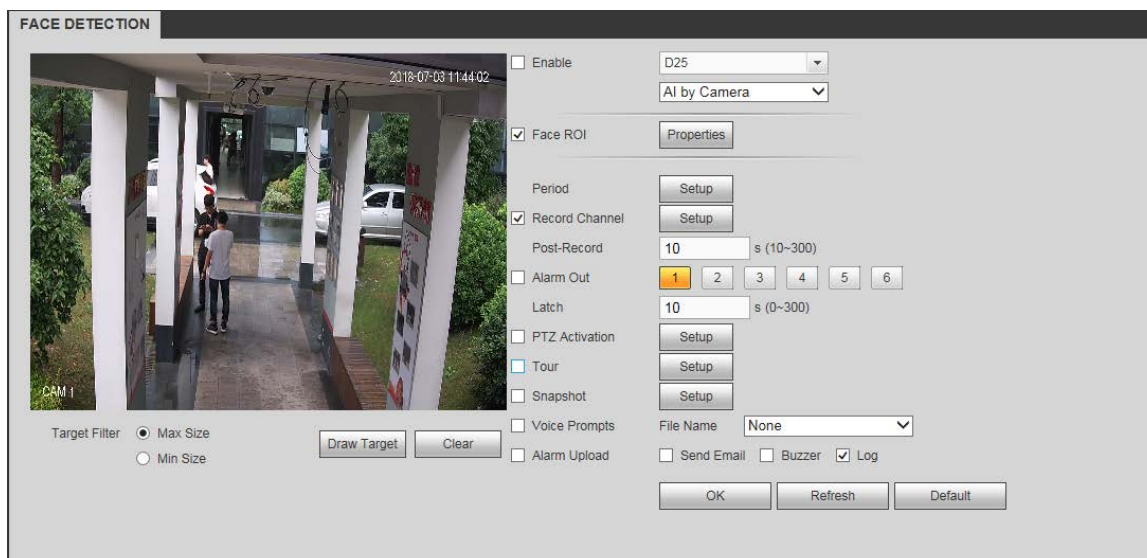 FACE DETECTION
2018-07-03 11:44:02
CAM 1
Target Filter Max Size
Min Size
Draw Target Clear
Enable D25
AI by Camera
Face ROI Properties
Period Setup
Record Channel Setup
Post-Record 10 s (10~300)
Alarm Out 1 2 3 4 5 6
Latch 10 s (0~300)
PTZ Activation Setup
Tour Setup
Snapshot Setup
Voice Prompts File Name None
Alarm Upload Send Email Buzzer Log
OK Refresh Default